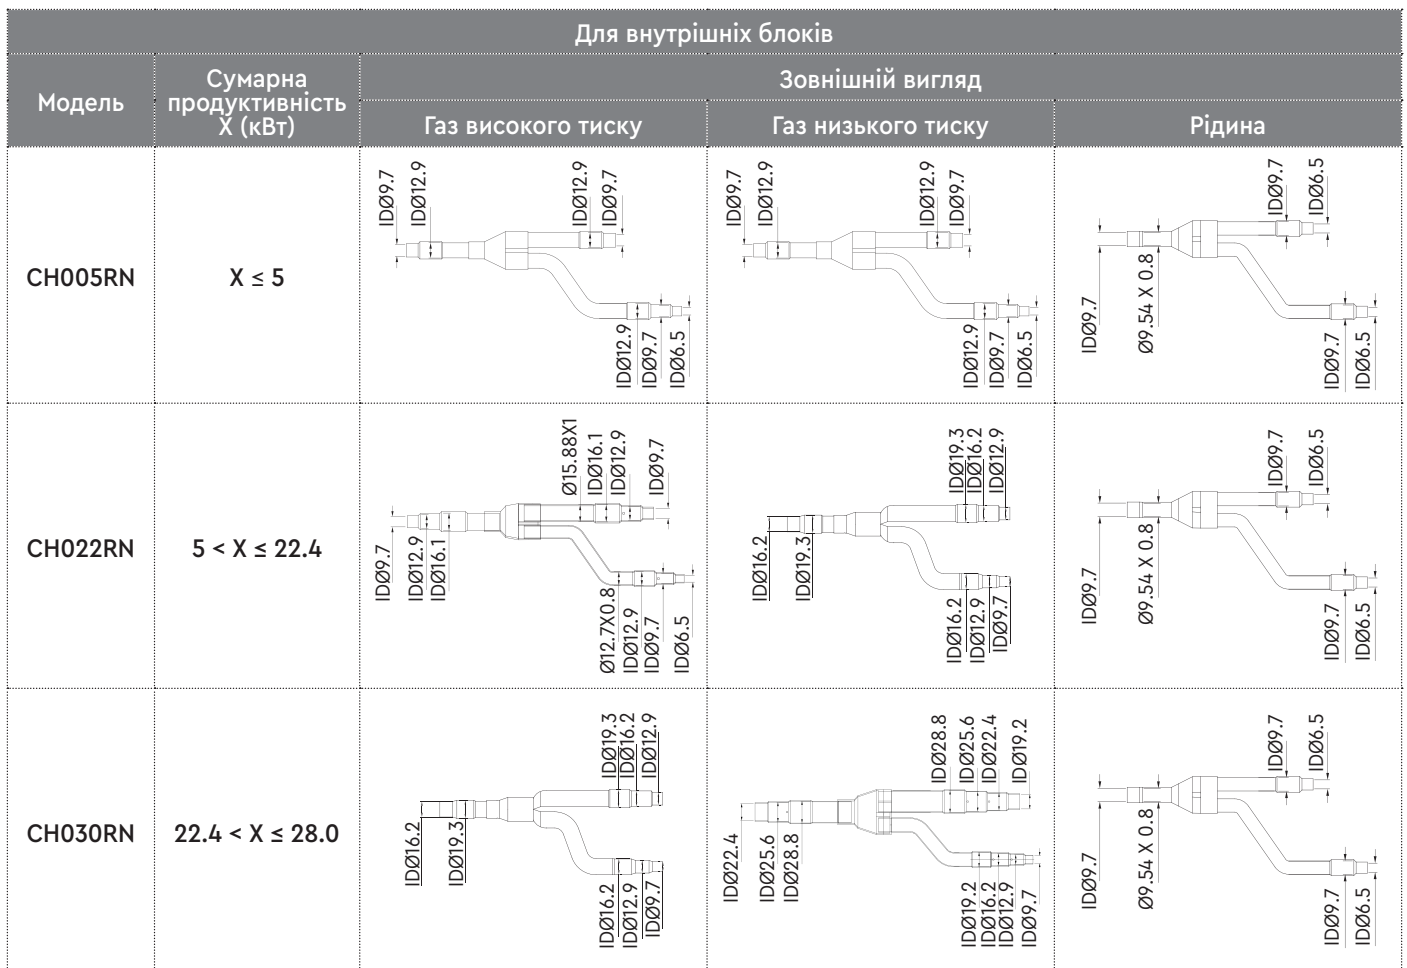 Для внутрішніх блоків
Модель
Сумарна
продуктивність
X (кВт)
Зовнішній вигляд
Газ високого тиску
Газ низького тиску
Рідина
CH005RN
X ≤ 5
IDØ9.7
IDØ12.9
IDØ12.9
IDØ9.7
IDØ12.9
IDØ9.7
IDØ6.5
IDØ9.7
IDØ12.9
IDØ12.9
IDØ9.7
IDØ12.9
IDØ9.7
IDØ6.5
IDØ9.7
IDØ6.5
IDØ9.7
Ø9.54 X 0.8
IDØ9.7
IDØ6.5
CH022RN
5 < X ≤ 22.4
Ø15.88X1
IDØ16.1
IDØ12.9
IDØ9.7
IDØ9.7
IDØ12.9
IDØ16.1
Ø12.7X0.8
IDØ12.9
IDØ9.7
IDØ6.5
IDØ19.3
IDØ16.2
IDØ12.9
IDØ16.2
IDØ19.3
IDØ16.2
IDØ12.9
IDØ9.7
IDØ9.7
IDØ6.5
IDØ9.7
Ø9.54 X 0.8
IDØ9.7
IDØ6.5
CH030RN
22.4 < X ≤ 28.0
IDØ19.3
IDØ16.2
IDØ12.9
IDØ16.2
IDØ19.3
IDØ16.2
IDØ12.9
IDØ9.7
IDØ28.8
IDØ25.6
IDØ22.4
IDØ19.2
IDØ22.4
IDØ25.6
IDØ28.8
IDØ19.2
IDØ16.2
IDØ12.9
IDØ9.7
IDØ9.7
IDØ6.5
IDØ9.7
Ø9.54 X 0.8
IDØ9.7
IDØ6.5